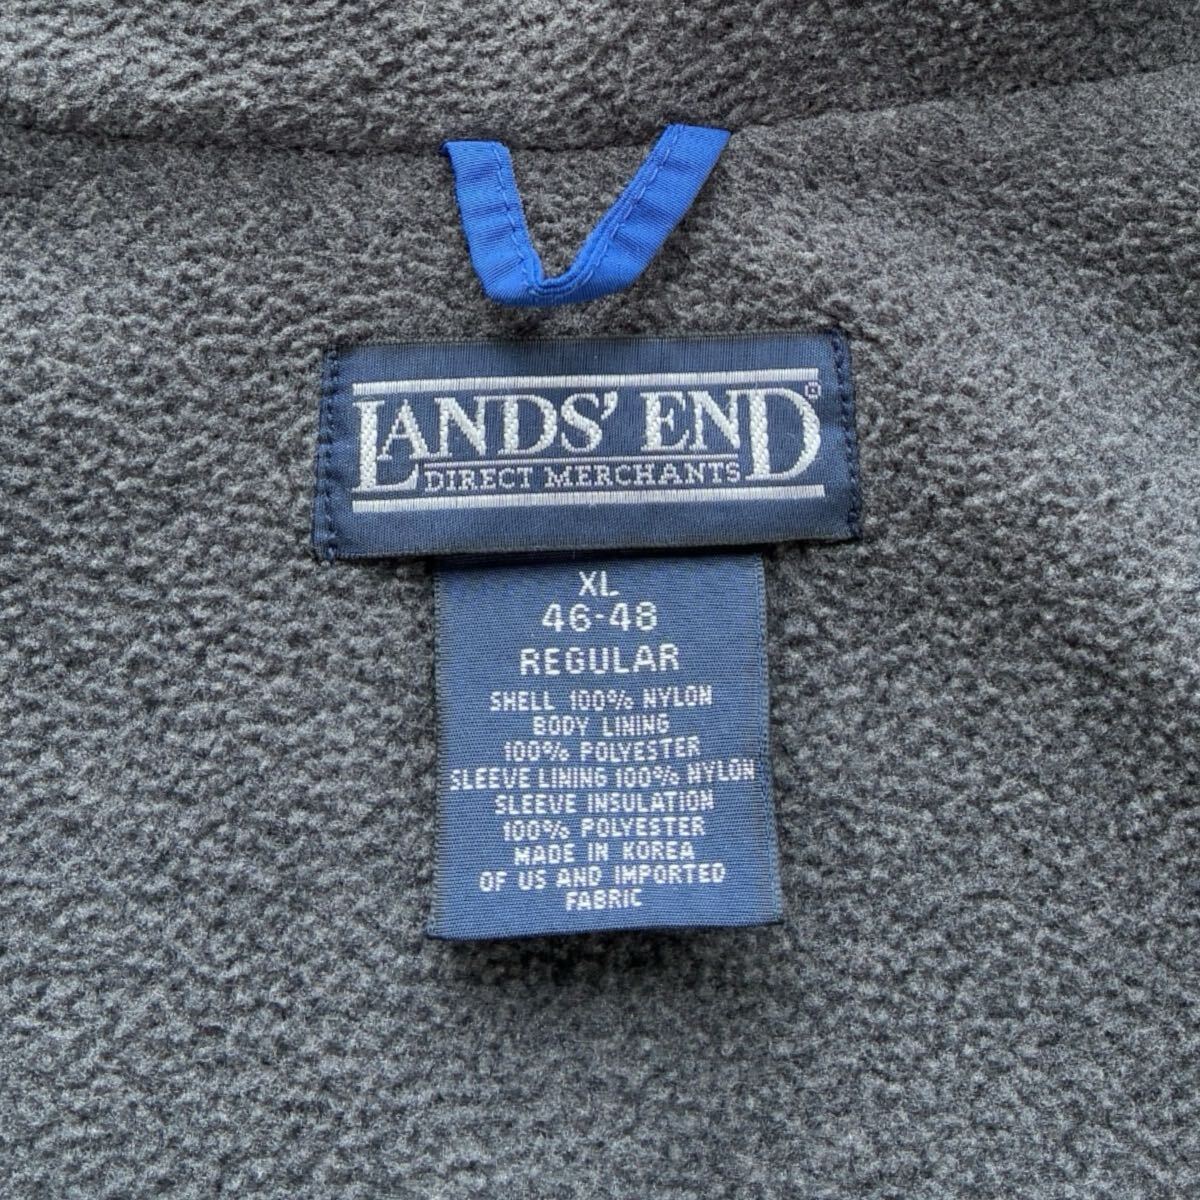 LANDS' END®
DIRECT MERCHANTS
XL
46-48
REGULAR
SHELL 100% NYLON
BODY LINING
100% POLYESTER
SLEEVE LINING 100% NYLON
SLEEVE INSULATION
100% POLYESTER
MADE IN KOREA
OF US AND IMPORTED
FABRIC